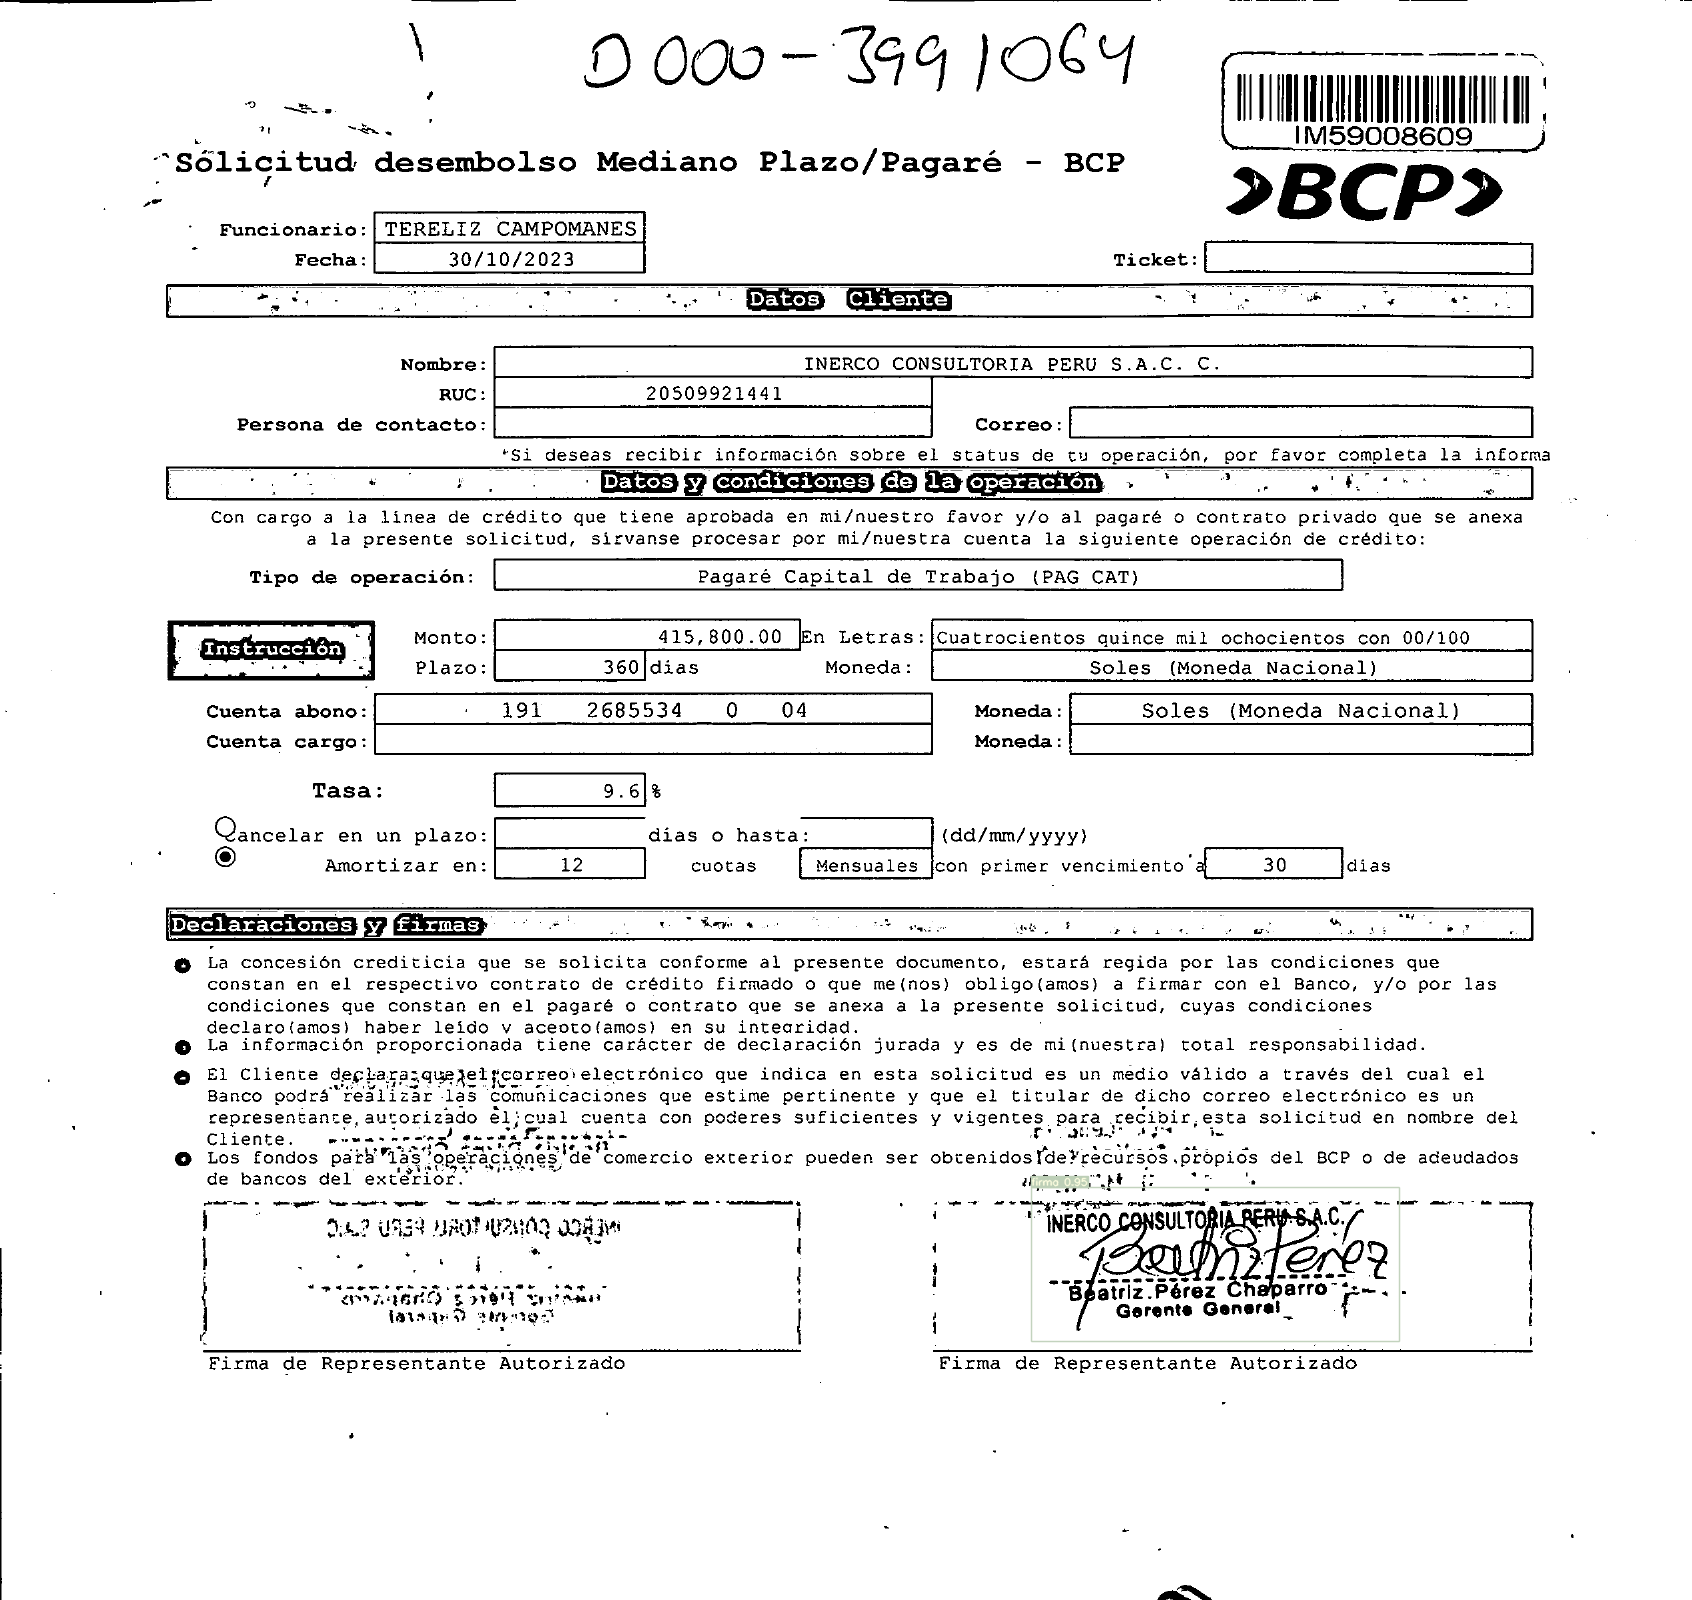 D000-3991064
IM59008609
Solicitud desembolso Mediano Plazo/Pagaré - BCP
BCP
Funcionario: TERELIZ CAMPOMANES
Fecha: 30/10/2023 Ticket:
Datos Cliente
Nombre: INERCO CONSULTORIA PERU S.A.C. C.
RUC: 20509921441
Persona de contacto: Correo:
*Si deseas recibir información sobre el status de tu operación, por favor completa la informa
Datos y condiciones de la operación
Con cargo a la línea de crédito que tiene aprobada en mi/nuestro favor y/o al pagaré o contrato privado que se anexa
a la presente solicitud, sírvanse procesar por mi/nuestra cuenta la siguiente operación de crédito:
Tipo de operación: Pagaré Capital de Trabajo (PAG CAT)
Instrucción
Monto: 415,800.00 En Letras: Cuatrocientos quince mil ochocientos con 00/100
Plazo: 360 dias Moneda: Soles (Moneda Nacional)
Cuenta abono: 191 2685534 0 04 Moneda: Soles (Moneda Nacional)
Cuenta cargo: Moneda:
Tasa: 9.6 %
Cancelar en un plazo: dias o hasta: (dd/mm/yyyy)
Amortizar en: 12 cuotas Mensuales con primer vencimiento a 30 dias
Declaraciones y firmas
La concesión crediticia que se solicita conforme al presente documento, estará regida por las condiciones que
constan en el respectivo contrato de crédito firmado o que me(nos) obligo(amos) a firmar con el Banco, y/o por las
condiciones que constan en el pagaré o contrato que se anexa a la presente solicitud, cuyas condiciones
declaro(amos) haber leído y acepto(amos) en su integridad.
La información proporcionada tiene carácter de declaración jurada y es de mi(nuestra) total responsabilidad.
El Cliente declara que el correo electrónico que indica en esta solicitud es un medio válido a través del cual el
Banco podrá realizar las comunicaciones que estime pertinente y que el titular de dicho correo electrónico es un
representante autorizado el cual cuenta con poderes suficientes y vigentes para recibir esta solicitud en nombre del
Cliente.
Los fondos para las operaciones de comercio exterior pueden ser obtenidos de recursos propios del BCP o de adeudados
de bancos del exterior.
firma 0.95
INERCO CONSULTORIA PERU S.A.C.
Beatriz Perez
Beatriz Pérez Chaparro
Gerente General
Firma de Representante Autorizado Firma de Representante Autorizado